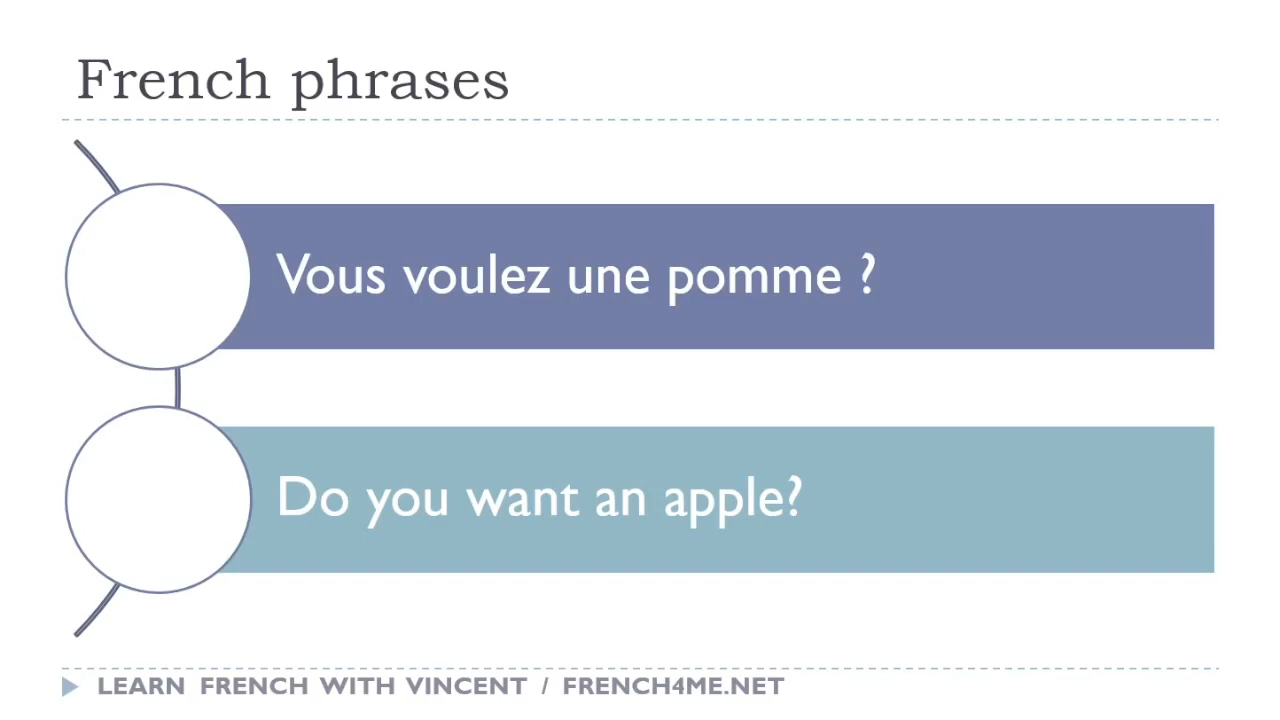 French phrases
Vous voulez une pomme ?
Do you want an apple?
LEARN FRENCH WITH VINCENT / FRENCH4ME.NET